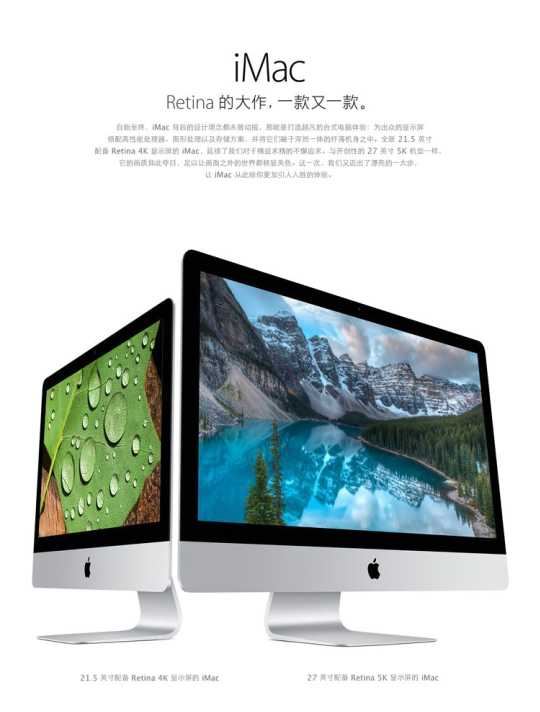 iMac
Retina 的大作，一款又一款。
自始至终，iMac 背后的设计理念都未曾动摇，那就是打造超凡的台式电脑体验：为出众的显示屏
搭配高性能处理器、图形处理以及存储方案，并将它们融于浑然一体的纤薄机身之中。全新 21.5 英寸
配备 Retina 4K 显示屏的 iMac，延续了我们对于精益求精的不懈追求。与开创性的 27 英寸 5K 机型一样，
它的画质如此夺目，足以让画面之外的世界都稍显失色。这一次，我们又迈出了漂亮的一大步，
让 iMac 从此给你更加引人入胜的体验。
21.5 英寸配备 Retina 4K 显示屏的 iMac
27 英寸配备 Retina 5K 显示屏的 iMac